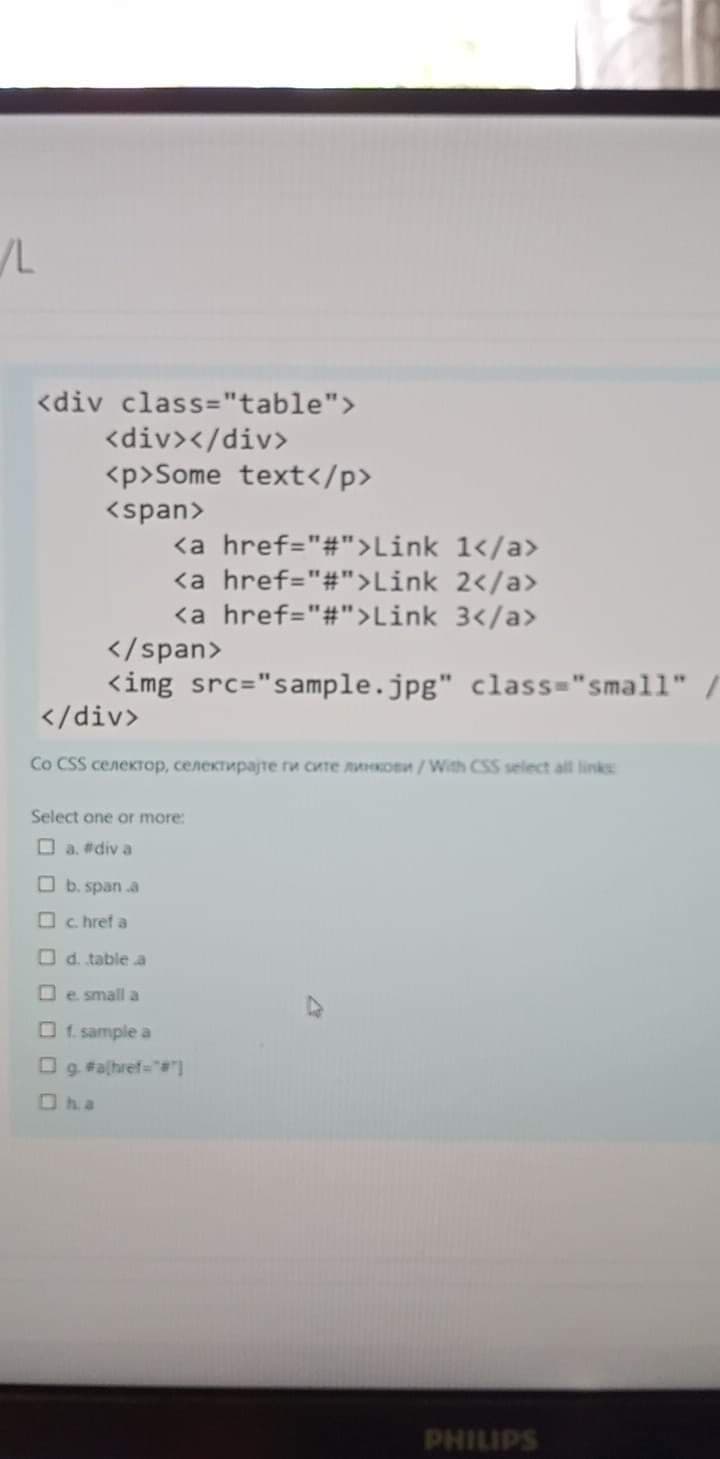 /L
<div class="table">
<div></div>
<p>Some text</p>
<span>
<a href="#">Link 1</a>
<a href="#">Link 2</a>
<a href="#">Link 3</a>
</span>
<img src="sample.jpg" class="small" /
</div>
Со CSS селектор, селектирајте ги сите линкови / With CSS select all links:
Select one or more:
a. #div a
b. span .a
c. href a
d. .table .a
e. small a
f. sample a
g. #a[href="#"]
h. a
PHILIPS